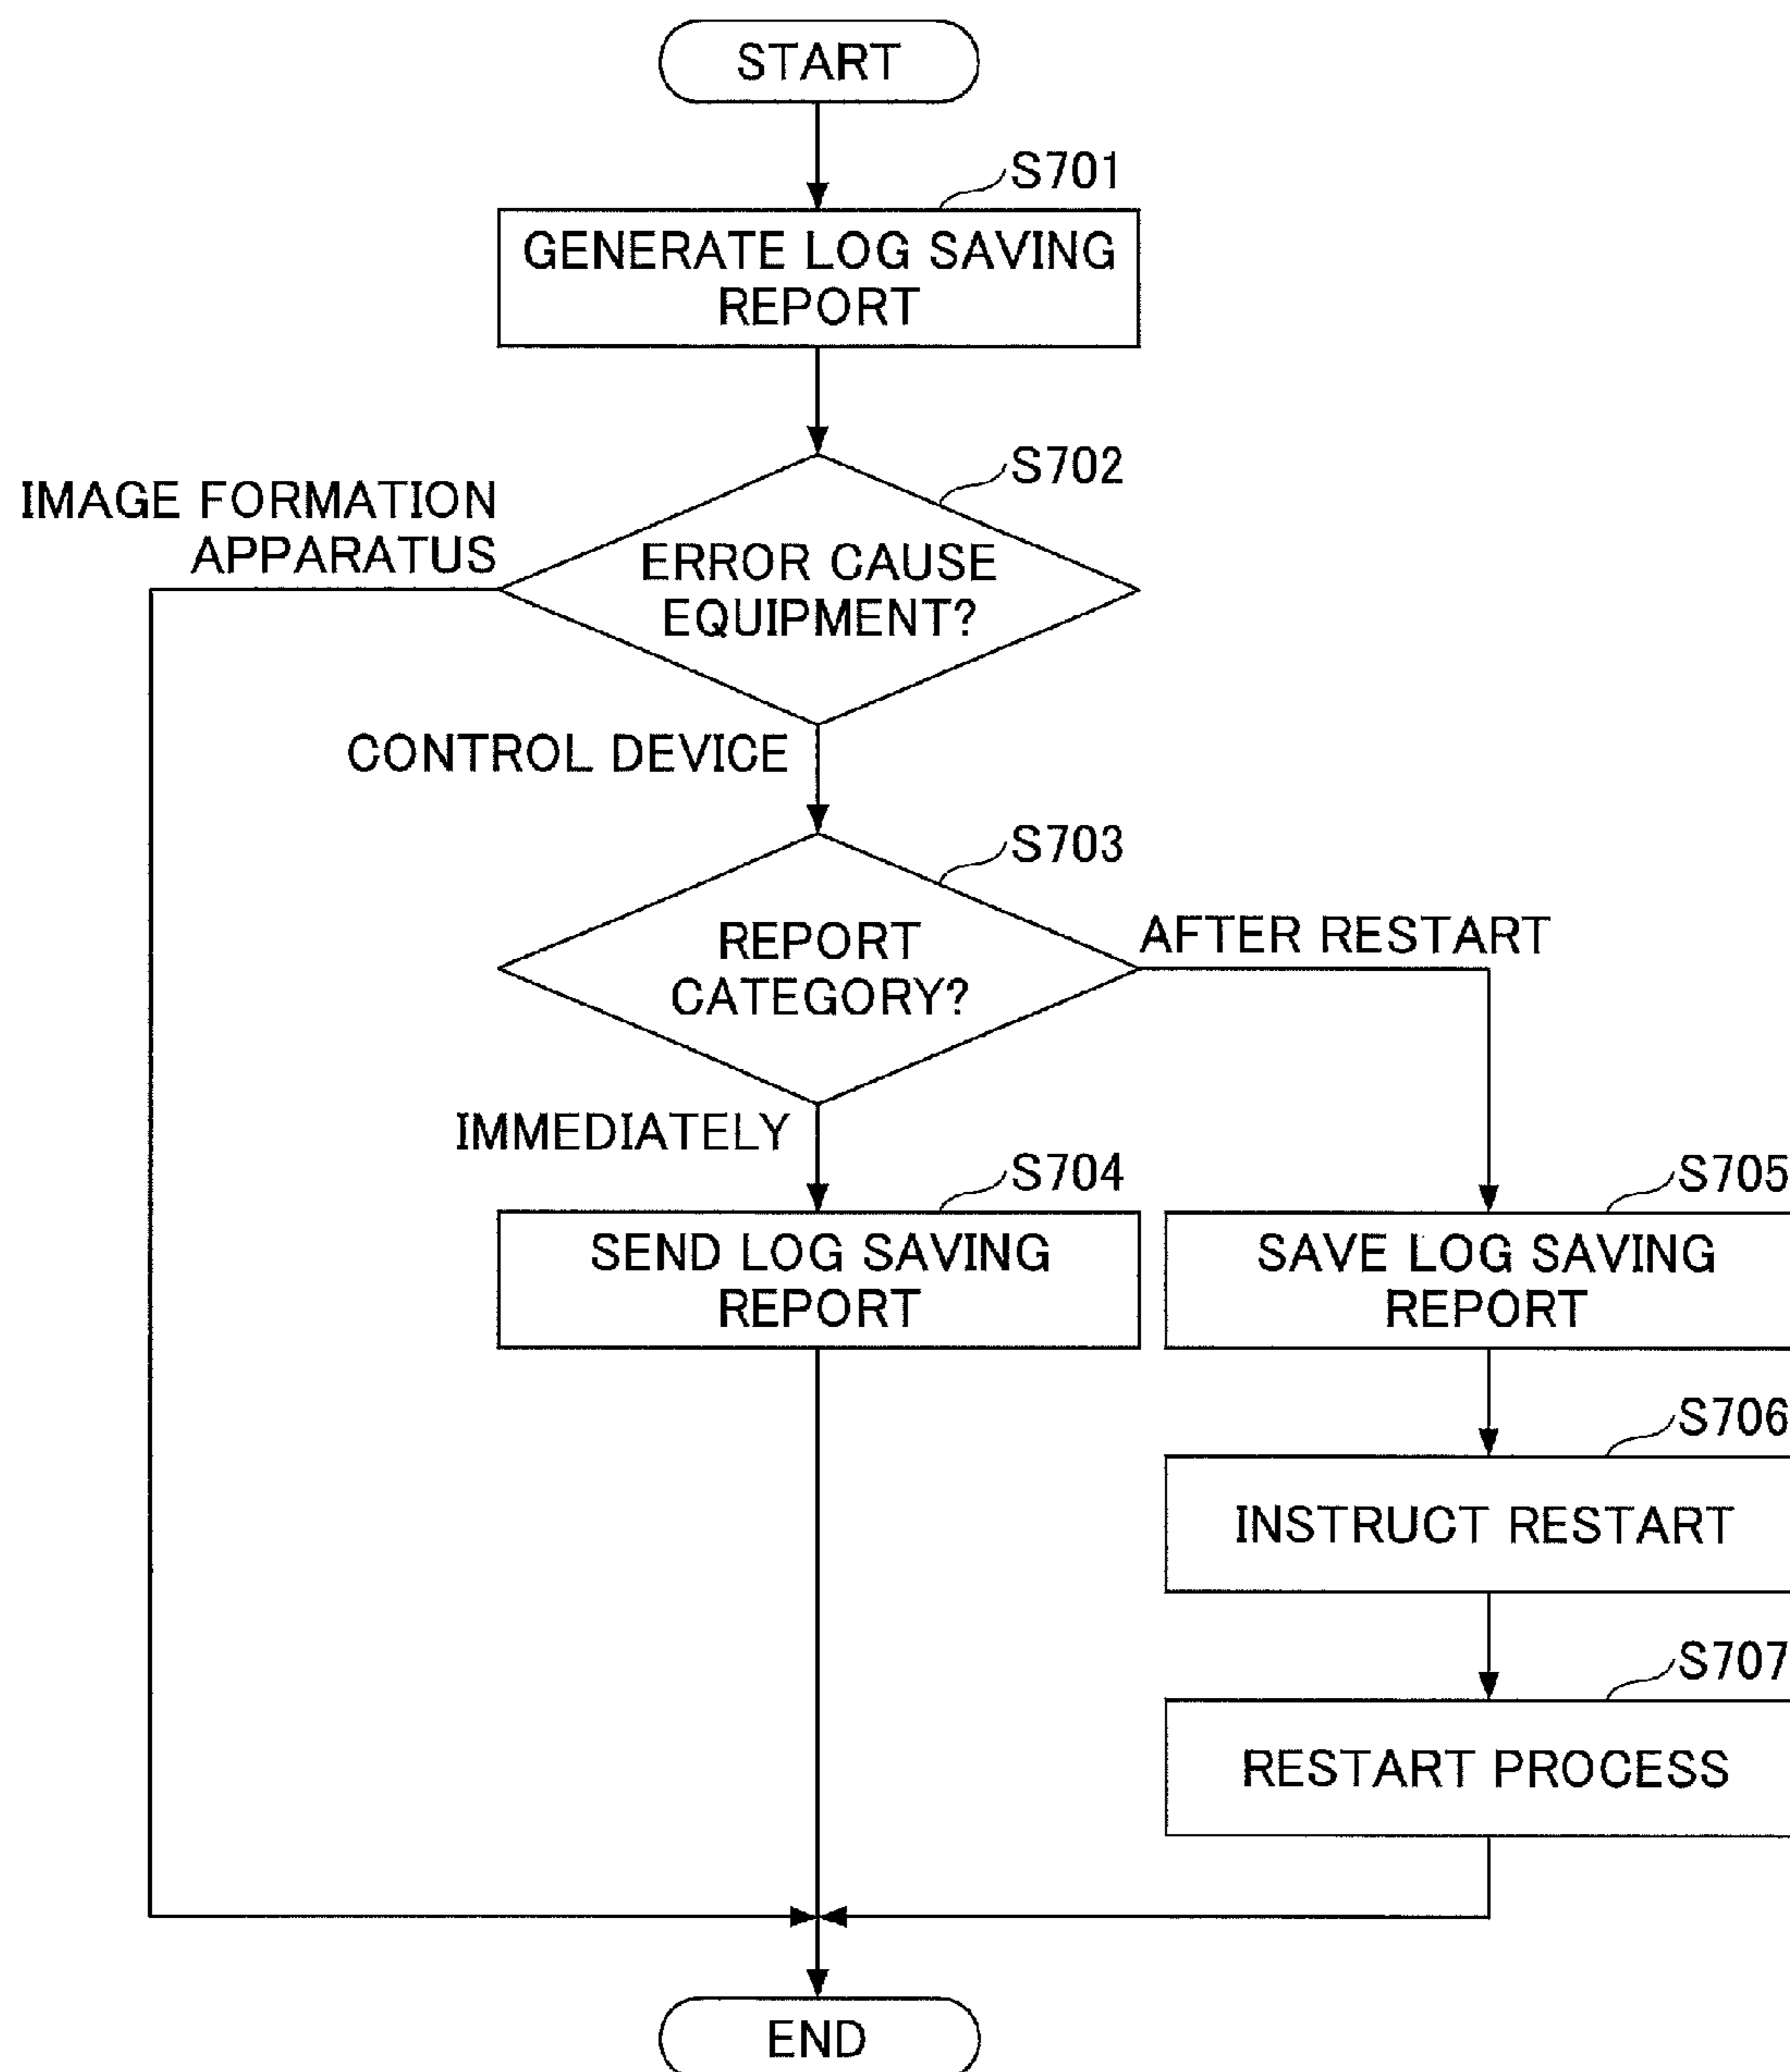 START
S701
GENERATE LOG SAVING
REPORT
S702
IMAGE FORMATION
APPARATUS
ERROR CAUSE
EQUIPMENT?
CONTROL DEVICE
S703
REPORT
CATEGORY?
AFTER RESTART
IMMEDIATELY
S704
SEND LOG SAVING
REPORT
S705
SAVE LOG SAVING
REPORT
S706
INSTRUCT RESTART
S707
RESTART PROCESS
END